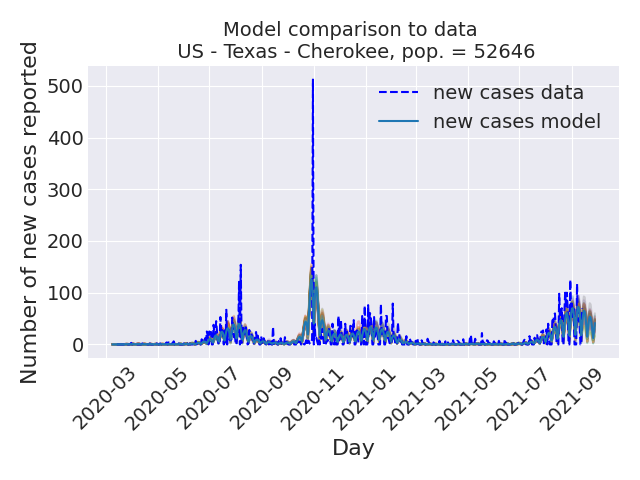 Model comparison to data
US - Texas - Cherokee, pop. = 52646
Number of new cases reported
500
400
300
200
100
0
new cases data
new cases model
2020-03
2020-05
2020-07
2020-09
2020-11
2021-01
2021-03
2021-05
2021-07
2021-09
Day